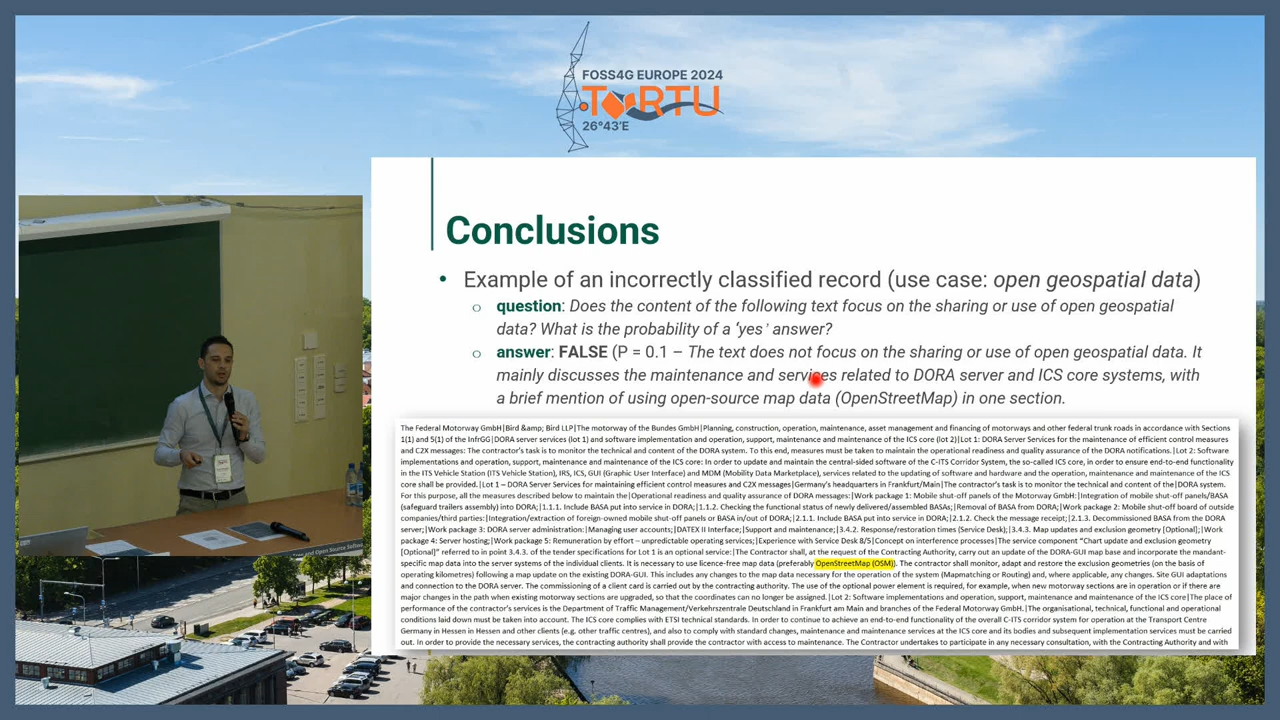 FOSS4G EUROPE 2024
TORTU
26°43'E
Conclusions
• Example of an incorrectly classified record (use case: open geospatial data)
o question: Does the content of the following text focus on the sharing or use of open geospatial
data? What is the probability of a 'yes' answer?
o answer: FALSE (P = 0.1 – The text does not focus on the sharing or use of open geospatial data. It
mainly discusses the maintenance and services related to DORA server and ICS core systems, with
a brief mention of using open-source map data (OpenStreetMap) in one section.
The Federal Motorway GmbH|Bird &amp; Bird LLP|The motorway of the Bundes GmbH|Planning, construction, operation, maintenance, asset management and financing of motorways and other federal trunk roads in accordance with Sections
1(1) and 5(1) of the InfrGG|DORA server services (lot 1) and software implementation and operation, support, maintenance and maintenance of the ICS core (lot 2)|Lot 1: DORA Server Services for the maintenance of efficient control measures
and C2X messages: The contractor's task is to monitor the technical and content of the DORA system. To this end, measures must be taken to maintain the operational readiness and quality assurance of the DORA notifications.|Lot 2: Software
implementations and operation, support, maintenance and maintenance of the ICS core: In order to update and maintain the central-sided software of the C-ITS Corridor System, the so-called ICS core, in order to ensure end-to-end functionality
in the ITS Vehicle Station (ITS Vehicle Station), IRS, ICS, GUI (Graphic User Interface) and MDM (Mobility Data Marketplace), services related to the updating of software and hardware and the operation, maintenance and maintenance of the ICS
core shall be provided.|Lot 1 – DORA Server Services for maintaining efficient control measures and C2X messages|Germany's headquarters in Frankfurt/Main|The contractor's task is to monitor the technical and content of the DORA system.
For this purpose, all the measures described below to maintain the|Operational readiness and quality assurance of DORA messages:|Work package 1: Mobile shut-off panels of the Motorway GmbH:|Integration of mobile shut-off panels/BASA
(safeguard trailers assembly) into DORA;|1.1.1. Include BASA put into service in DORA;|1.1.2. Checking the functional status of newly delivered/assembled BASAs;|Removal of BASA from DORA;|Work package 2: Mobile shut-off board of outside
companies/third parties:|Integration/extraction of foreign-owned mobile shut-off panels or BASA in/out of DORA;|2.1.1. Include BASA put into service in DORA;|2.1.2. Check the message receipt;|2.1.3. Decommissioned BASA from the DORA
server;|Work package 3: DORA server administration:|Managing user accounts;|DATEX II Interface;|Support and maintenance;|3.4.2. Response/restoration times (Service Desk);|3.4.3. Map updates and exclusion geometry [Optional];|Work
package 4: Server hosting;|Work package 5: Remuneration by effort – unpredictable operating services;|Experience with Service Desk 8/5|Concept on interference processes|The service component "Chart update and exclusion geometry
[Optional]" referred to in point 3.4.3. of the tender specifications for Lot 1 is an optional service:|The Contractor shall, at the request of the Contracting Authority, carry out an update of the DORA-GUI map base and incorporate the mandant-
specific map data into the server systems of the individual clients. It is necessary to use licence-free map data (preferably OpenStreetMap (OSM)). The contractor shall monitor, adapt and restore the exclusion geometries (on the basis of
operating kilometres) following a map update on the existing DORA-GUI. This includes any changes to the map data necessary for the operation of the system (Mapmatching or Routing) and, where applicable, any changes. Site GUI adaptations
and connection to the DORA server. The use of the optional power element is required, for example, when new motorway sections are in operation or if there are
major changes in the path when existing motorway sections are upgraded, so that the coordinates can no longer be assigned.|Lot 2: Software implementations and operation, support, maintenance and maintenance of the ICS core|The place of
performance of the contractor's services is the Department of Traffic Management/Verkehrszentrale Deutschland in Frankfurt am Main and branches of the Federal Motorway GmbH.|The organisational, technical, functional and operational
conditions laid down must be taken into account. The ICS core complies with ETSI technical standards. In order to continue to achieve an end-to-end functionality of the overall C-ITS corridor system for operation at the Transport Centre
Germany in Hessen in Hessen and other clients (e.g. other traffic centres), and also to comply with standard changes, maintenance and maintenance services at the ICS core and its bodies and subsequent implementation services must be carried
out. In order to provide the necessary services, the contracting authority shall provide the contractor with access to maintenance. The Contractor undertakes to participate in any necessary consultation, with the Contracting Authority and with